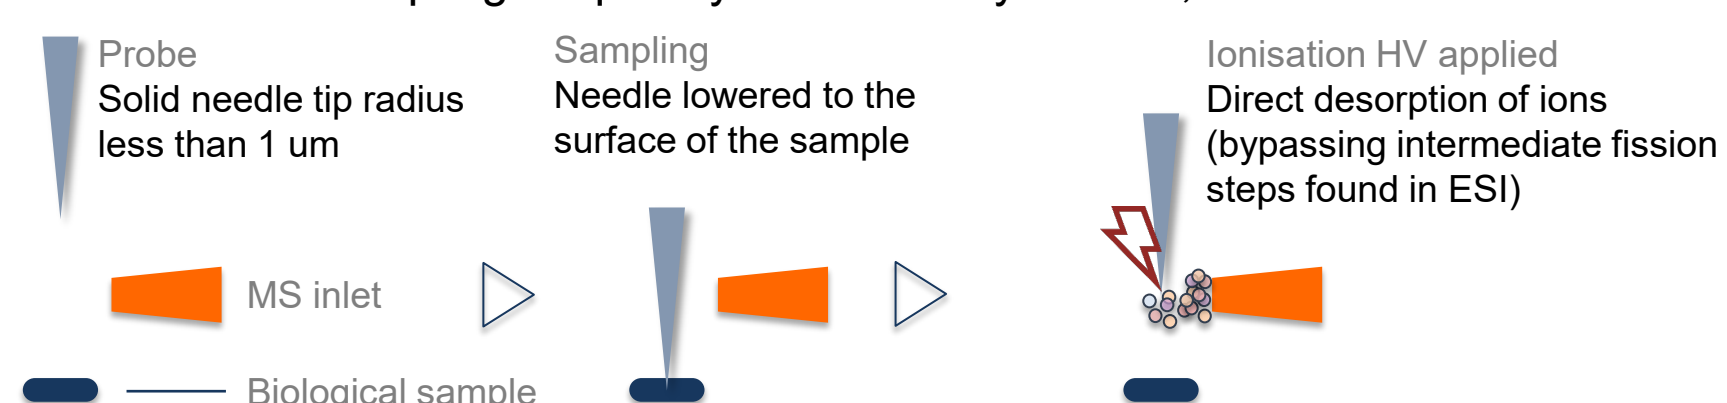 Probe
Solid needle tip radius
less than 1 um
Sampling
Needle lowered to the
surface of the sample
Ionisation HV applied
Direct desorption of ions
(bypassing intermediate fission
steps found in ESI)
MS inlet
Biological sample